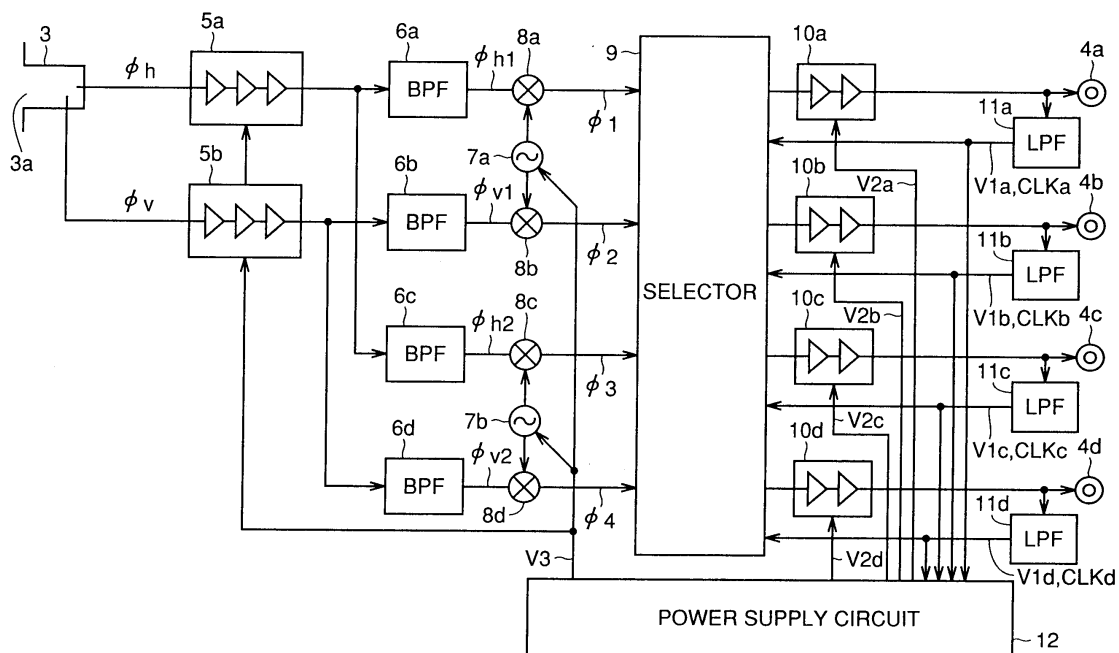 3
3a
ϕh
ϕv
5a
5b
6a
BPF
6b
BPF
6c
BPF
6d
BPF
ϕh1
ϕv1
ϕh2
ϕv2
8a
7a
8b
8c
7b
8d
ϕ1
ϕ2
ϕ3
ϕ4
V3
9
SELECTOR
10a
10b
10c
10d
V2a
V2b
V2c
V2d
4a
11a
LPF
V1a,CLKa
4b
11b
LPF
V1b,CLKb
4c
11c
LPF
V1c,CLKc
4d
11d
LPF
V1d,CLKd
POWER SUPPLY CIRCUIT
12